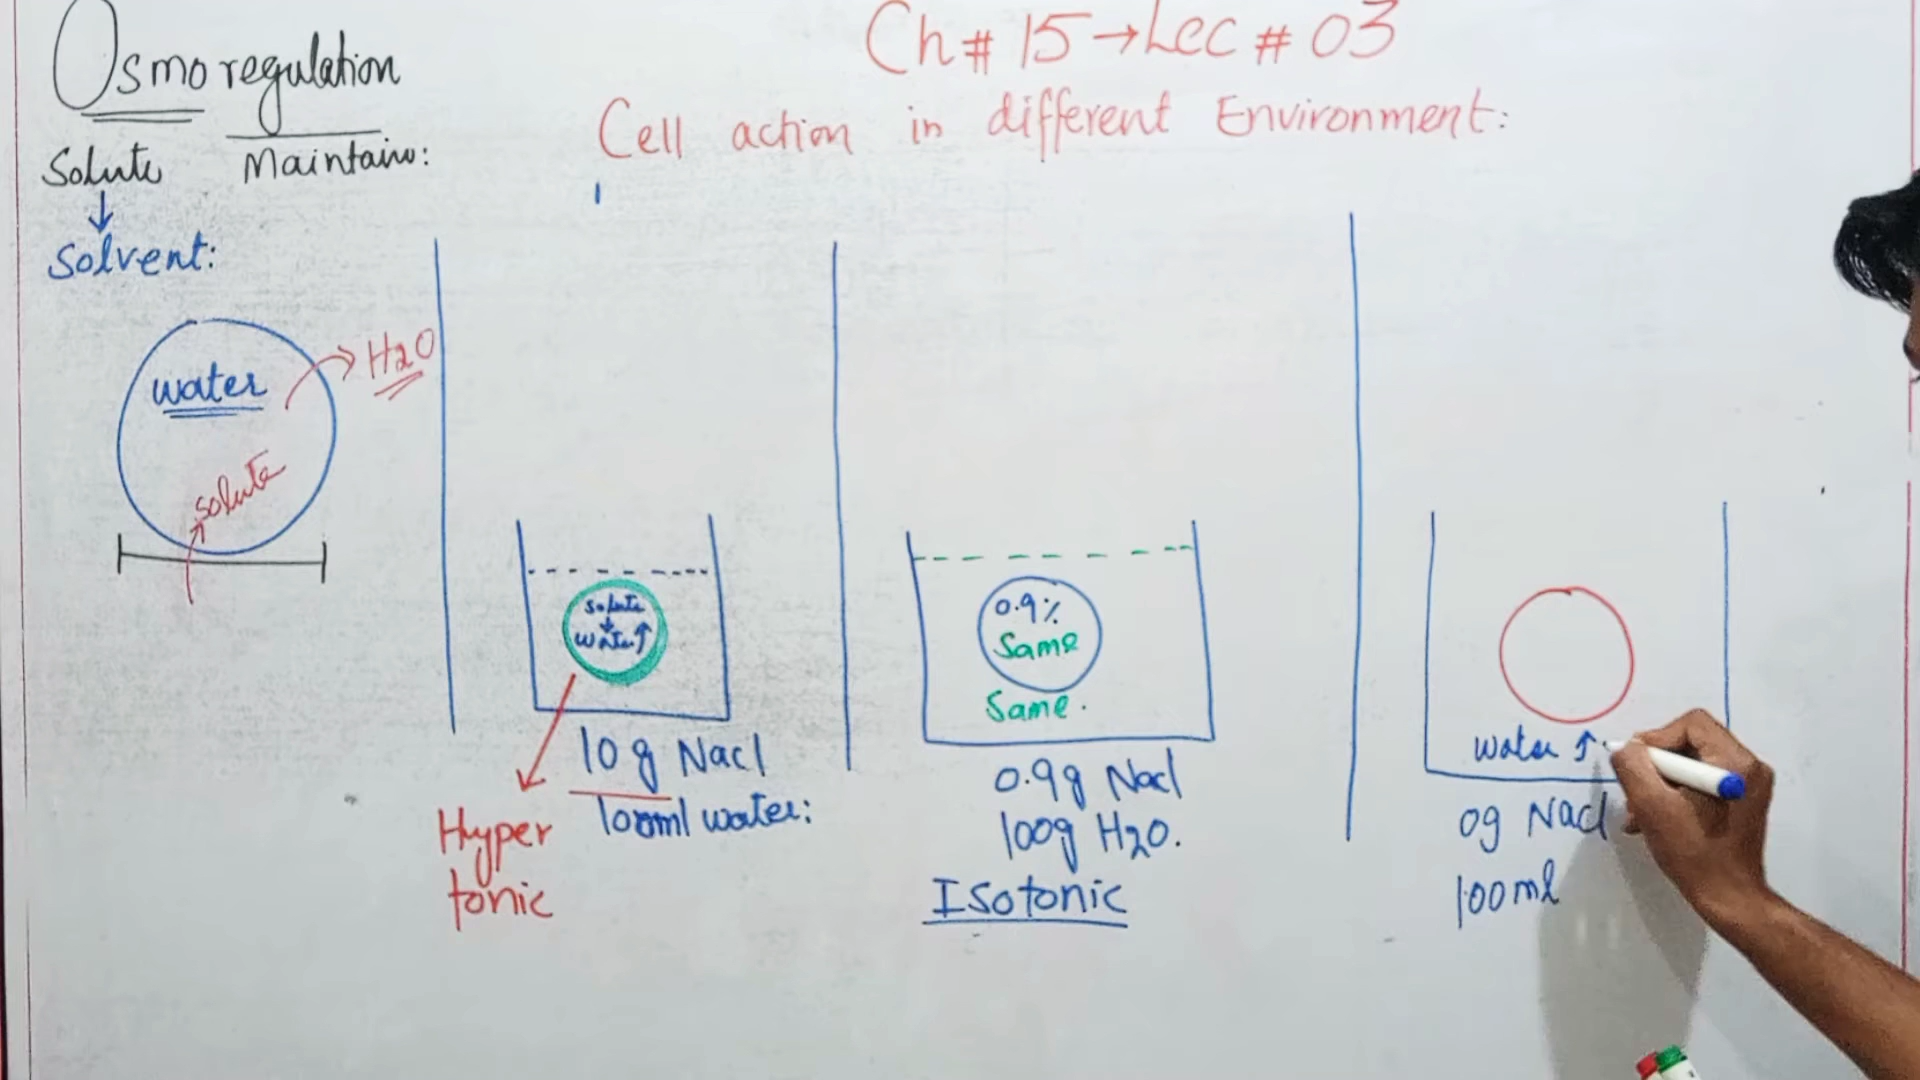 Osmoregulation
Solute Maintain:
↓
Solvent:
Ch # 15 → Lec # 03
Cell action in different Environment:
water
→ H2O
solute
solute
↓
water ↑
10 g Nacl
100ml water:
Hyper
tonic
0.9%
Same
Same.
0.9g Nacl
100g H2O.
Isotonic
water ↑
0g Nacl
100ml